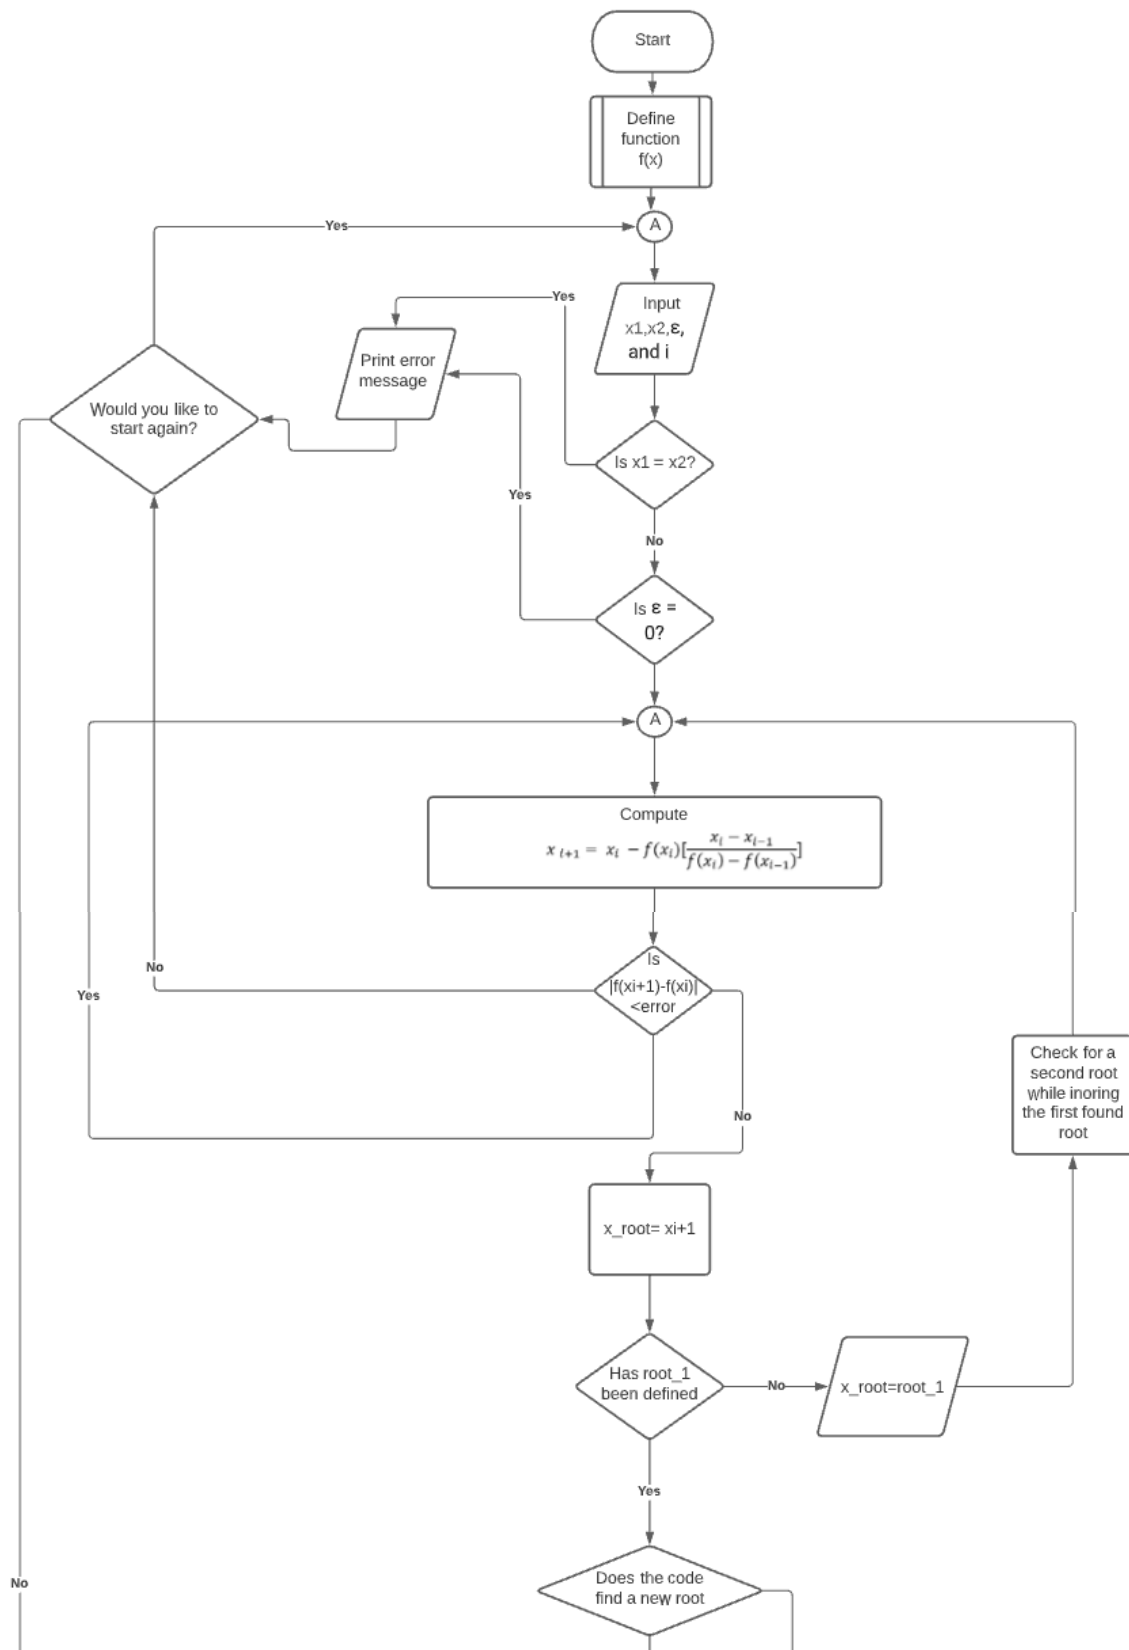 Start
Define
function
f(x)
Yes
A
Input
x1,x2,ε,
and i
Yes
Print error
message
Would you like to
start again?
Is x1 = x2?
Yes
No
Is ε =
0?
A
Compute
x i+1 = xi − f(xi)[xi − xi−1 / f(xi) − f(xi−1)]
Is
|f(xi+1)-f(xi)|
<error
No
Yes
No
Check for a
second root
while inoring
the first found
root
x_root= xi+1
Has root_1
been defined
No
x_root=root_1
Yes
Does the code
find a new root
No